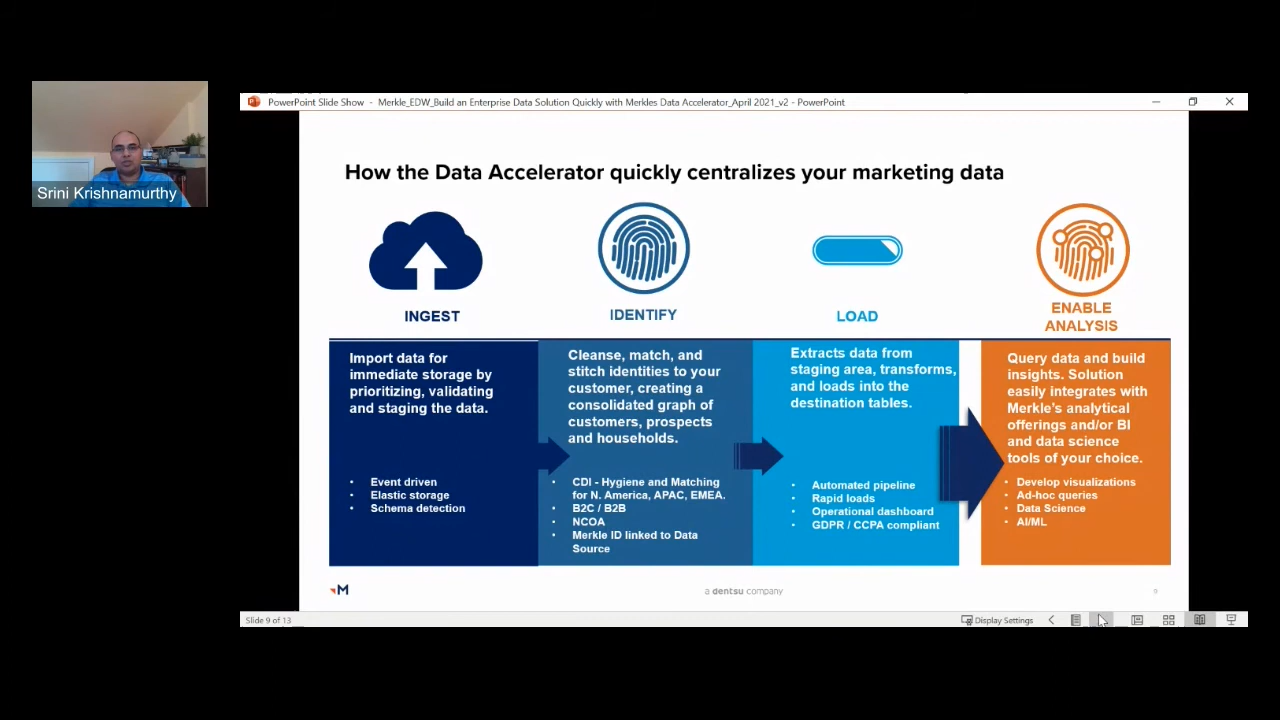 PowerPoint Slide Show - Merkle_EDW_Build an Enterprise Data Solution Quickly with Merkles Data Accelerator_April 2021_v2 - PowerPoint
Srini Krishnamurthy
How the Data Accelerator quickly centralizes your marketing data
INGEST
Import data for
immediate storage by
prioritizing, validating
and staging the data.
• Event driven
• Elastic storage
• Schema detection
IDENTIFY
Cleanse, match, and
stitch identities to your
customer, creating a
consolidated graph of
customers, prospects
and households.
• CDI - Hygiene and Matching
for N. America, APAC, EMEA.
• B2C / B2B
• NCOA
• Merkle ID linked to Data
Source
LOAD
Extracts data from
staging area, transforms,
and loads into the
destination tables.
• Automated pipeline
• Rapid loads
• Operational dashboard
• GDPR / CCPA compliant
ENABLE
ANALYSIS
Query data and build
insights. Solution
easily integrates with
Merkle's analytical
offerings and/or BI
and data science
tools of your choice.
• Develop visualizations
• Ad-hoc queries
• Data Science
• AI/ML
M
a dentsu company
9
Slide 9 of 13
Display Settings